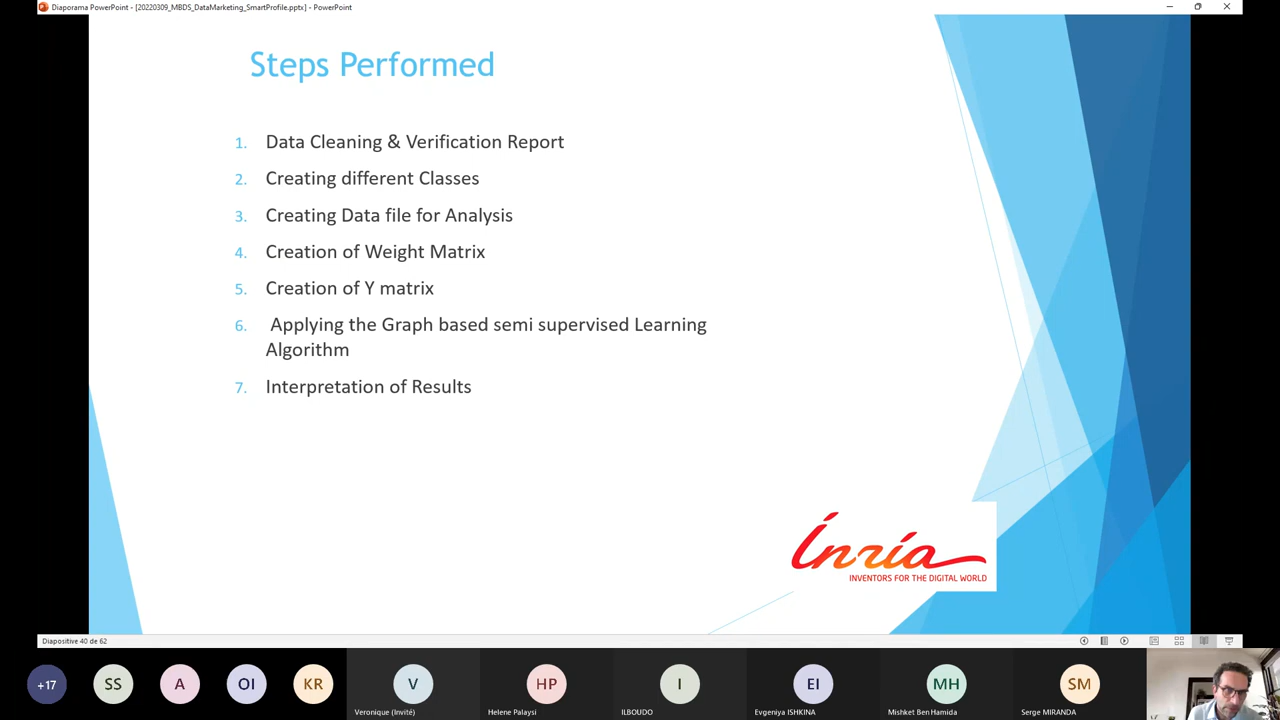 Diaporama PowerPoint - [20220309_MBDS_DataMarketing_SmartProfile.pptx] - PowerPoint
Steps Performed
1. Data Cleaning & Verification Report
2. Creating different Classes
3. Creating Data file for Analysis
4. Creation of Weight Matrix
5. Creation of Y matrix
6. Applying the Graph based semi supervised Learning
Algorithm
7. Interpretation of Results
Inria
INVENTORS FOR THE DIGITAL WORLD
Diapositive 40 de 62
+17 SS A OI KR V HP I EI MH SM
Veronique (Invité) Helene Palaysi ILBOUDO Evgeniya ISHKINA Mishket Ben Hamida Serge MIRANDA